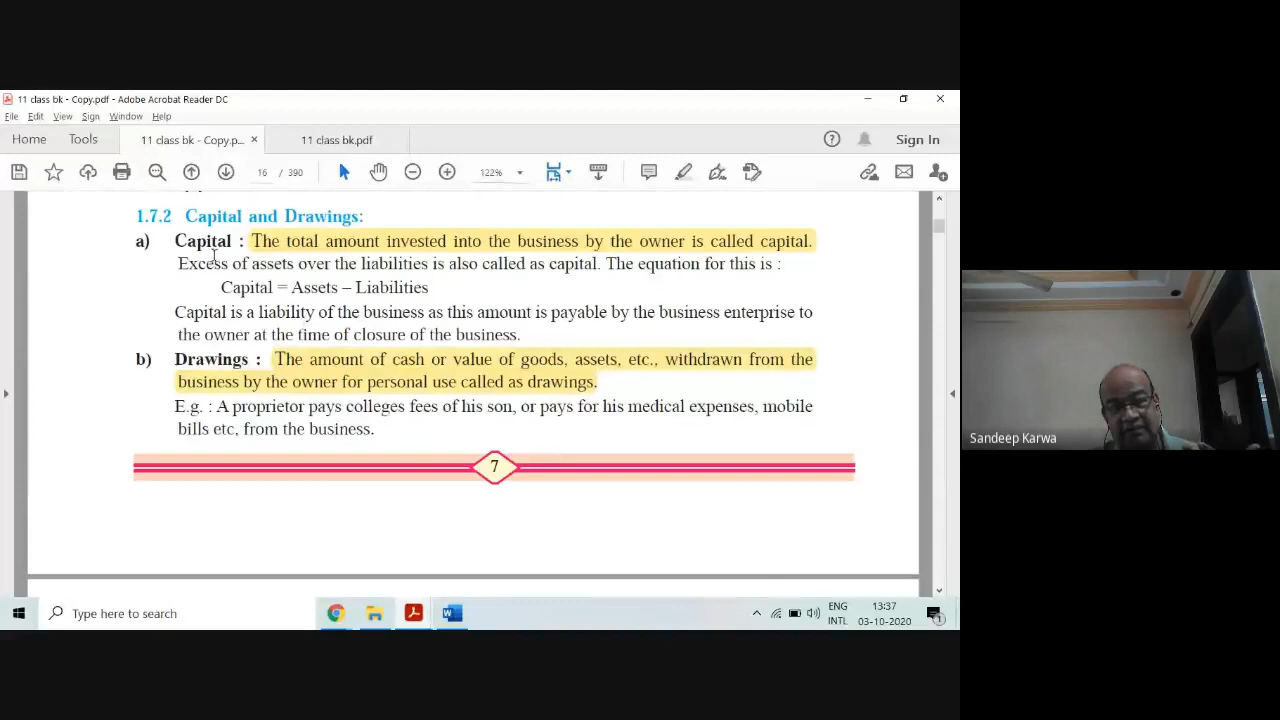 11 class bk - Copy.pdf - Adobe Acrobat Reader DC
File Edit View Sign Window Help
Home Tools 11 class bk - Copy.p... × 11 class bk.pdf Sign In
16 / 390 122%
1.7.2 Capital and Drawings:
a) Capital : The total amount invested into the business by the owner is called capital.
Excess of assets over the liabilities is also called as capital. The equation for this is :
Capital = Assets – Liabilities
Capital is a liability of the business as this amount is payable by the business enterprise to
the owner at the time of closure of the business.
b) Drawings : The amount of cash or value of goods, assets, etc., withdrawn from the
business by the owner for personal use called as drawings.
E.g. : A proprietor pays colleges fees of his son, or pays for his medical expenses, mobile
bills etc, from the business.
7
Sandeep Karwa
Type here to search
ENG 13:37
INTL 03-10-2020
1